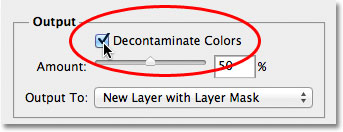 Output
Decontaminate Colors
Amount: 50 %
Output To: New Layer with Layer Mask